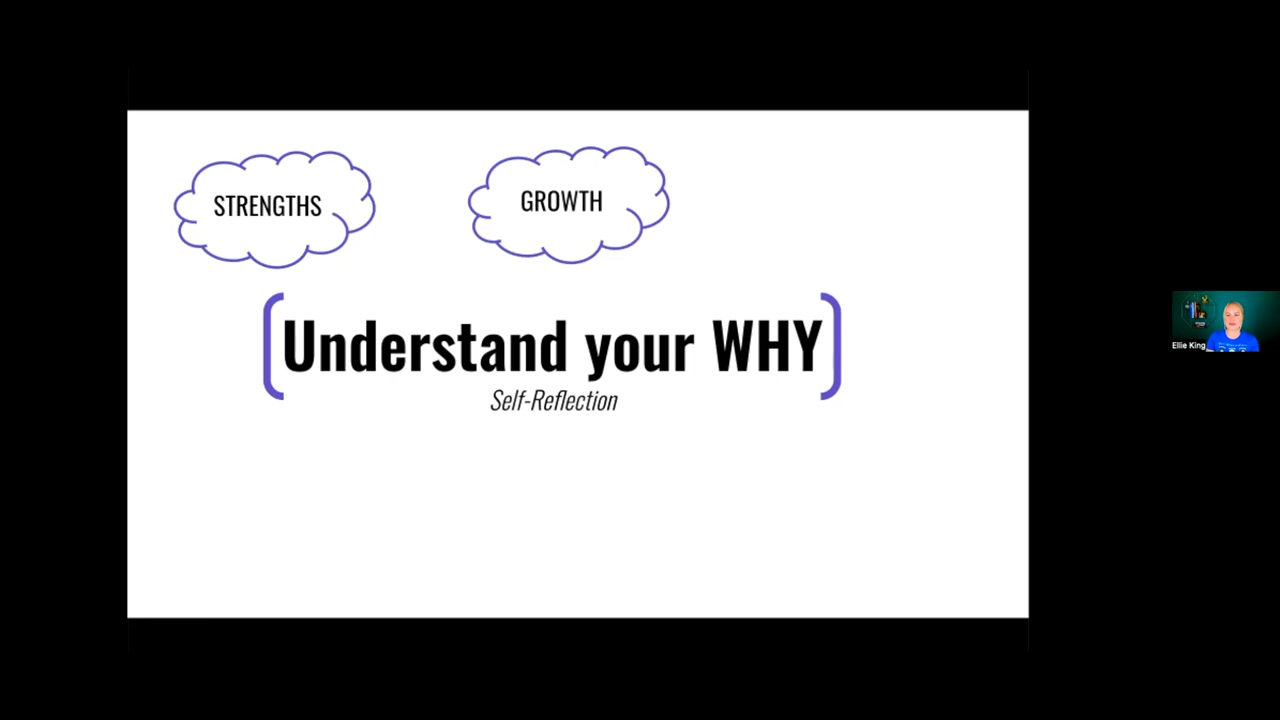 STRENGTHS
GROWTH
Understand your WHY
Self-Reflection
Ellie King